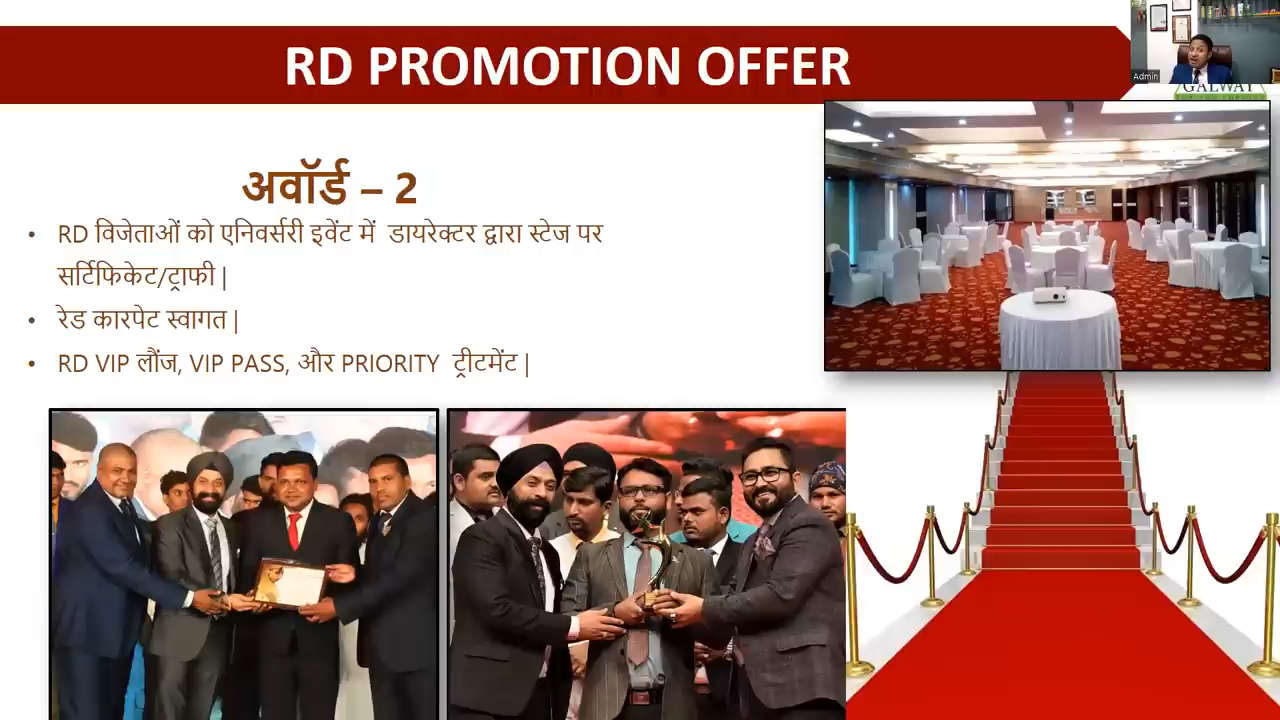 RD PROMOTION OFFER
Admin
GALWAY
अवॉर्ड – 2
• RD विजेताओं को एनिवर्सरी इवेंट में डायरेक्टर द्वारा स्टेज पर
सर्टिफिकेट/ट्राफी |
• रेड कारपेट स्वागत |
• RD VIP लौंज, VIP PASS, और PRIORITY ट्रीटमेंट |